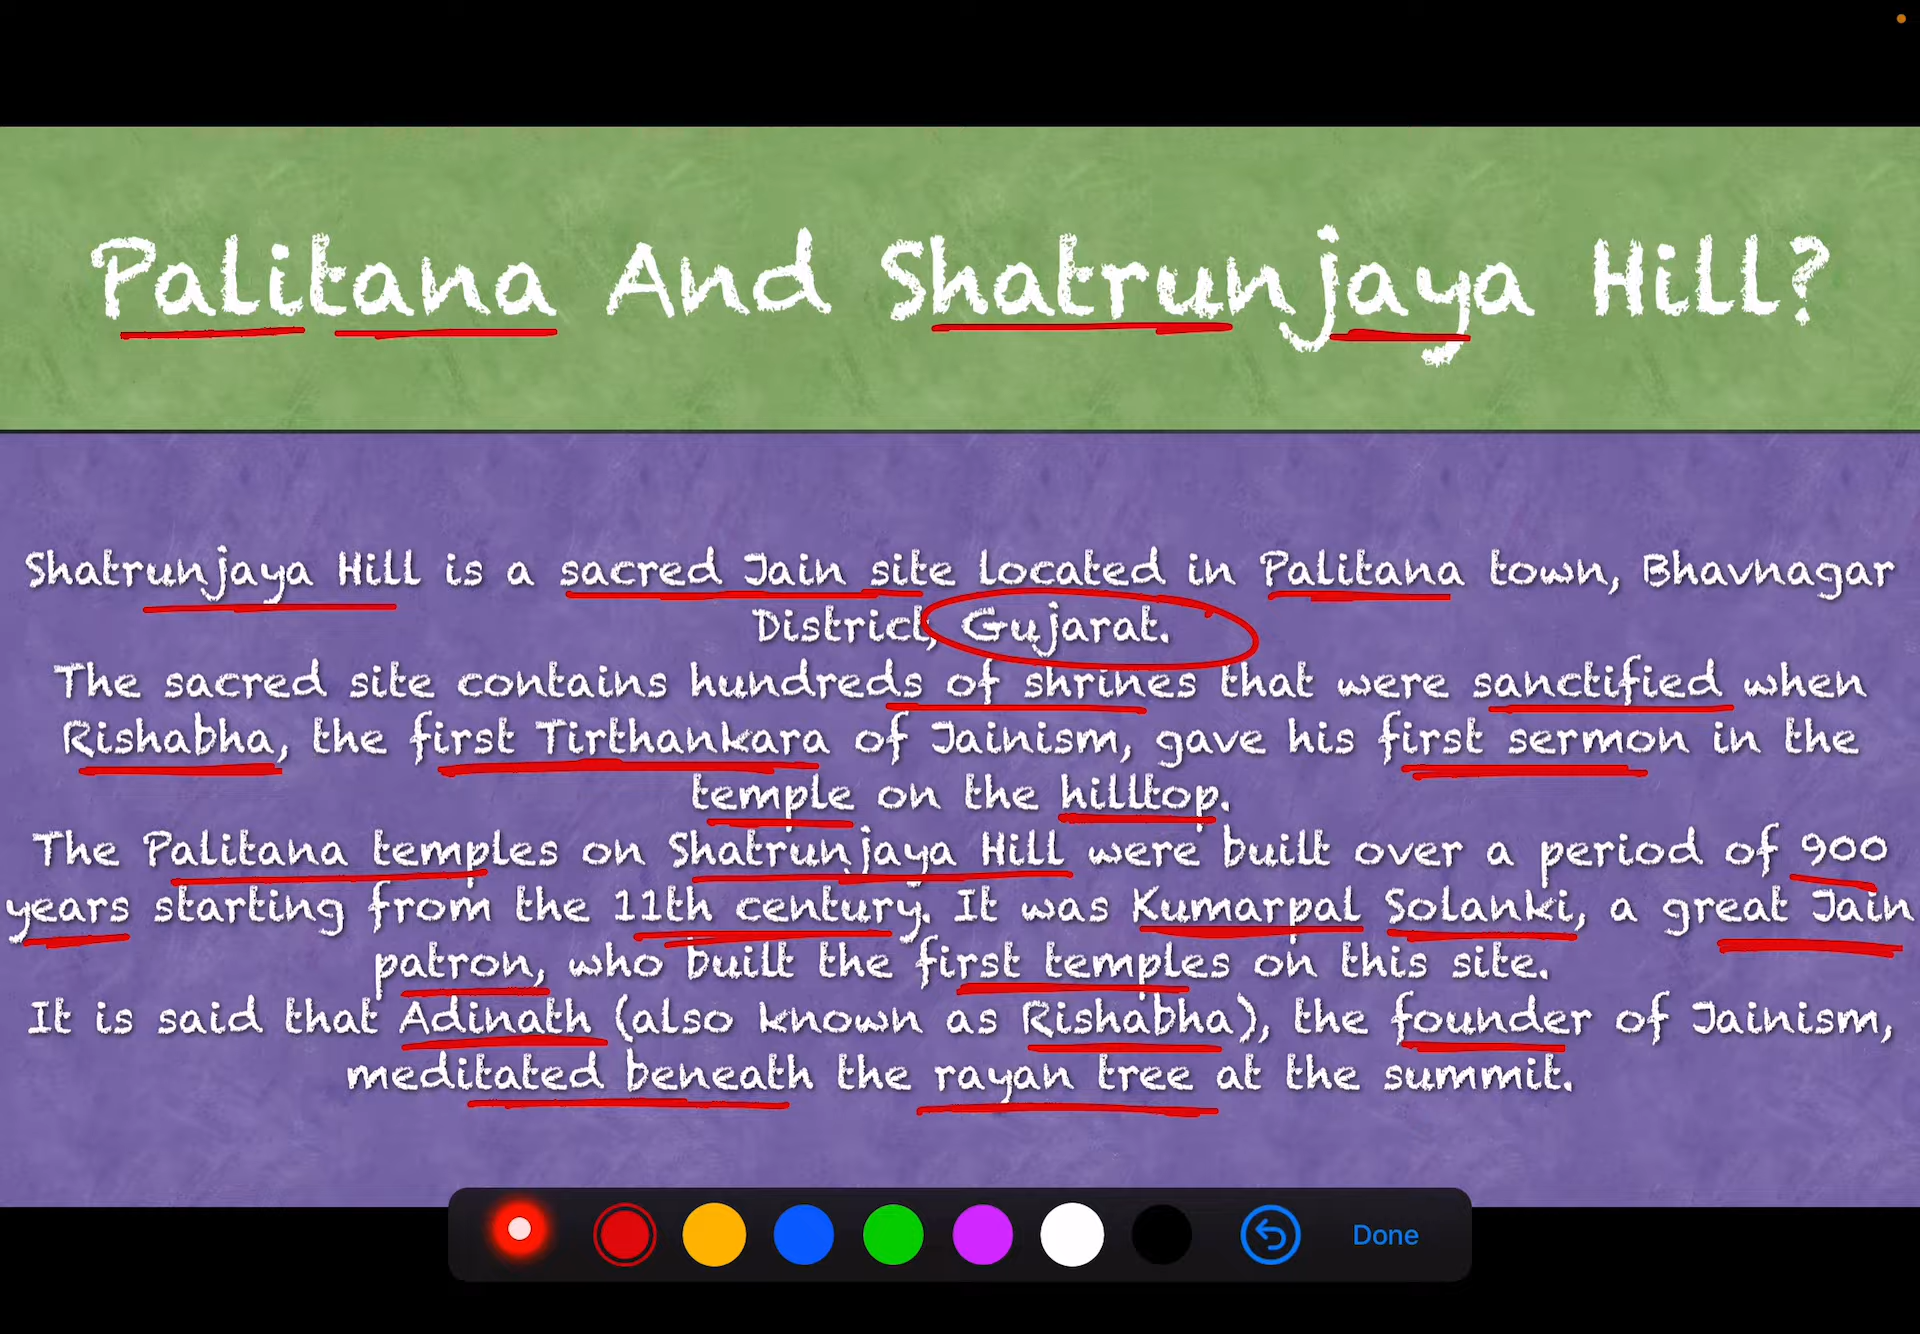 Palitana And Shatrunjaya Hill?
Shatrunjaya Hill is a sacred Jain site located in Palitana town, Bhavnagar
District, Gujarat.
The sacred site contains hundreds of shrines that were sanctified when
Rishabha, the first Tirthankara of Jainism, gave his first sermon in the
temple on the hilltop.
The Palitana temples on Shatrunjaya Hill were built over a period of 900
years starting from the 11th century. It was Kumarpal Solanki, a great Jain
patron, who built the first temples on this site.
It is said that Adinath (also known as Rishabha), the founder of Jainism,
meditated beneath the rayan tree at the summit.
Done